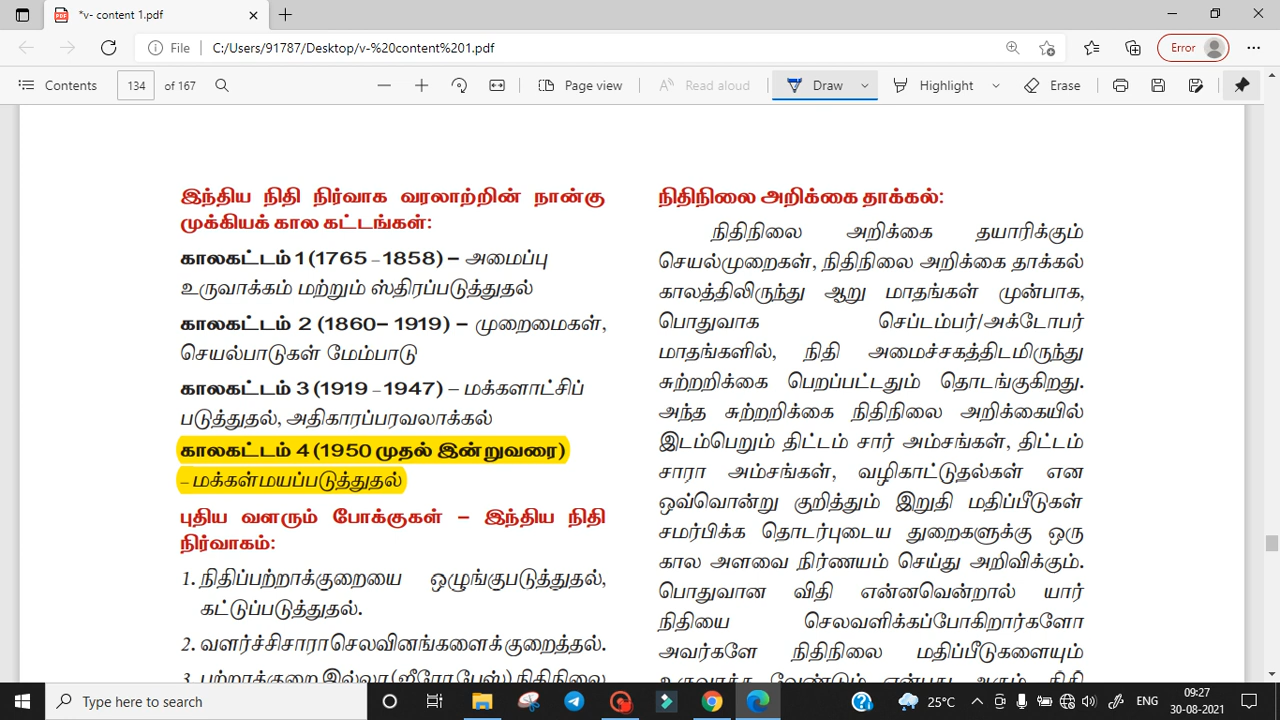 *v- content 1.pdf
File
C:/Users/91787/Desktop/v-%20content%201.pdf
Error
Contents
134
of 167
Page view
Read aloud
Draw
Highlight
Erase
இந்திய நிதி நிர்வாக வரலாற்றின் நான்கு
முக்கியக் கால கட்டங்கள்:
காலகட்டம் 1 (1765 – 1858) – அமைப்பு
உருவாக்கம் மற்றும் ஸ்திரப்படுத்துதல்
காலகட்டம் 2 (1860– 1919) – முறைமைகள்,
செயல்பாடுகள் மேம்பாடு
காலகட்டம் 3 (1919 – 1947) – மக்களாட்சிப்
படுத்துதல், அதிகாரப்பரவலாக்கல்
காலகட்டம் 4 (1950 முதல் இன்றுவரை)
– மக்கள்மயப்படுத்துதல்
புதிய வளரும் போக்குகள் – இந்திய நிதி
நிர்வாகம்:
1. நிதிப்பற்றாக்குறையை ஒழுங்குபடுத்துதல்,
கட்டுப்படுத்துதல்.
2. வளர்ச்சிசாரா செலவினங்களைக் குறைத்தல்.
3. பற்றாக்குறை இல்லா (ஜீரோ பேஸ்) நிதிநிலை
நிதிநிலை அறிக்கை தாக்கல்:
நிதிநிலை அறிக்கை தயாரிக்கும்
செயல்முறைகள், நிதிநிலை அறிக்கை தாக்கல்
காலத்திலிருந்து ஆறு மாதங்கள் முன்பாக,
பொதுவாக செப்டம்பர்/அக்டோபர்
மாதங்களில், நிதி அமைச்சகத்திடமிருந்து
சுற்றறிக்கை பெறப்பட்டதும் தொடங்குகிறது.
அந்த சுற்றறிக்கை நிதிநிலை அறிக்கையில்
இடம்பெறும் திட்டம் சார் அம்சங்கள், திட்டம்
சாரா அம்சங்கள், வழிகாட்டுதல்கள் என
ஒவ்வொன்று குறித்தும் இறுதி மதிப்பீடுகள்
சமர்பிக்க தொடர்புடைய துறைகளுக்கு ஒரு
கால அளவை நிர்ணயம் செய்து அறிவிக்கும்.
பொதுவான விதி என்னவென்றால் யார்
நிதியை செலவளிக்கப்போகிறார்களோ
அவர்களே நிதிநிலை மதிப்பீடுகளையும்
உருவாக்க வேண்டும் என்பது ஆகும். நிதி
Type here to search
25°C
ENG
09:27
30-08-2021